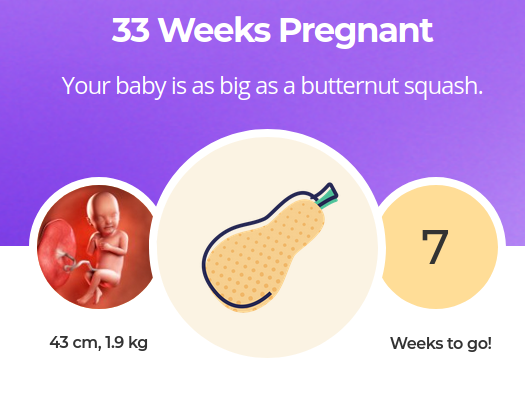 33 Weeks Pregnant
Your baby is as big as a butternut squash.
7
43 cm, 1.9 kg
Weeks to go!